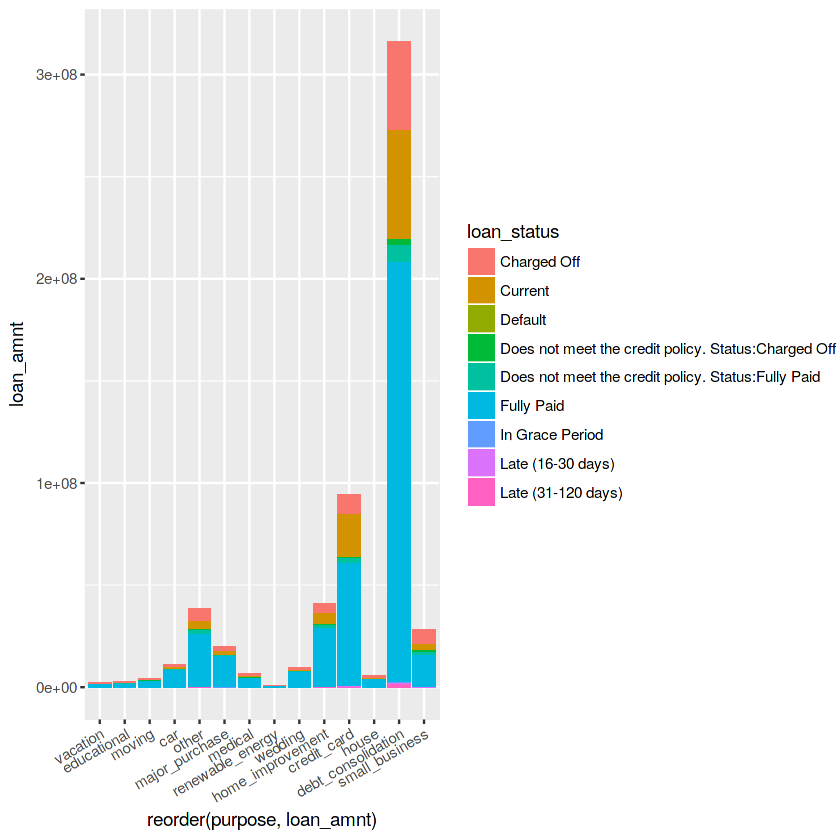 3e+08
2e+08
1e+08
0e+00
loan_amnt
vacation
educational
moving
car
other
major_purchase
medical
renewable_energy
wedding
home_improvement
credit_card
house
debt_consolidation
small_business
reorder(purpose, loan_amnt)
loan_status
Charged Off
Current
Default
Does not meet the credit policy. Status:Charged Off
Does not meet the credit policy. Status:Fully Paid
Fully Paid
In Grace Period
Late (16-30 days)
Late (31-120 days)